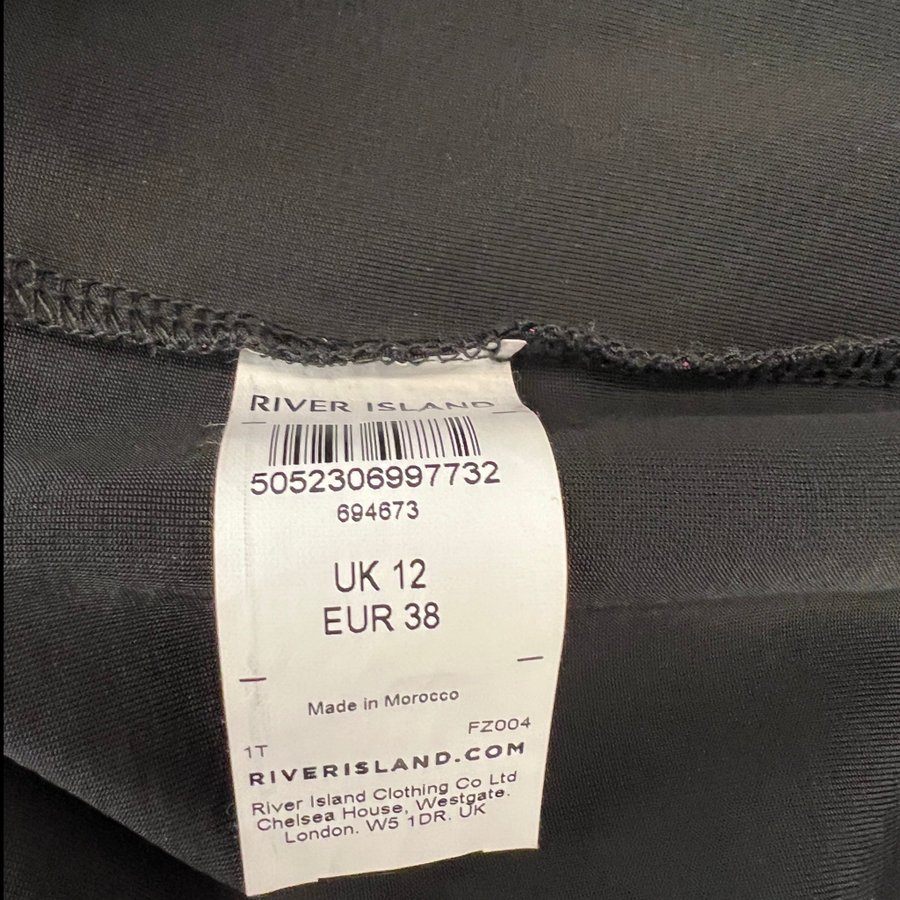 RIVER ISLAND
5052306997732
694673
UK 12
EUR 38
Made in Morocco
FZ004
1T
RIVERISLAND.COM
River Island Clothing Co Ltd
Chelsea House, Westgate.
London. W5 1DR. UK